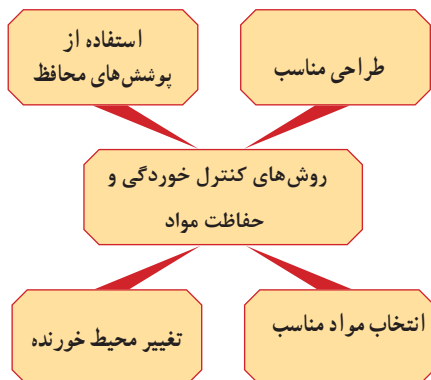 طراحی مناسب
استفاده از
پوشش‌های محافظ
روش‌های کنترل خوردگی و
حفاظت مواد
انتخاب مواد مناسب
تغییر محیط خورنده